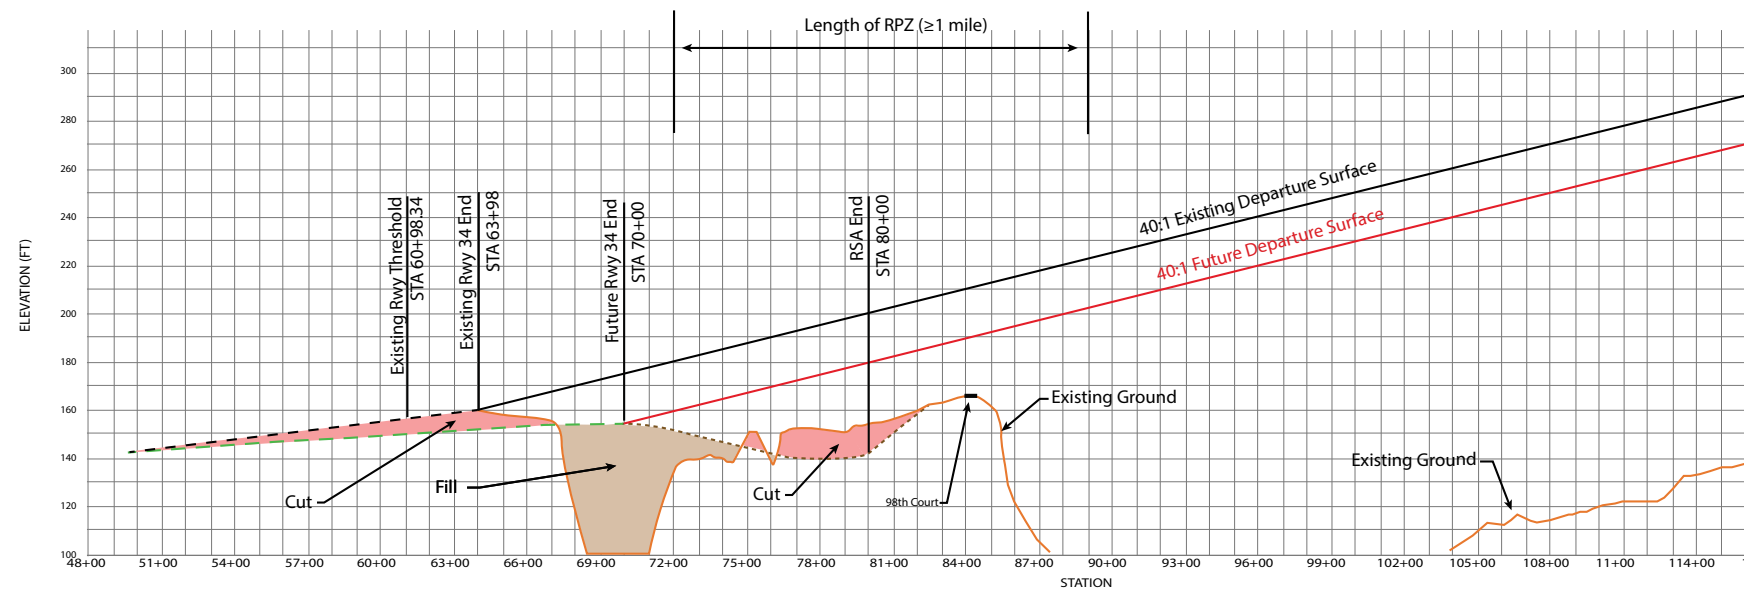 Length of RPZ (≥1 mile)
300
280
260
240
220
200
180
160
140
120
100
ELEVATION (FT)
Existing Rwy Threshold
STA 60+98.34
Existing Rwy 34 End
STA 63+98
Future Rwy 34 End
STA 70+00
RSA End
STA 80+00
40:1 Existing Departure Surface
40:1 Future Departure Surface
Existing Ground
Existing Ground
Cut
Fill
Cut
98th Court
48+00 51+00 54+00 57+00 60+00 63+00 66+00 69+00 72+00 75+00 78+00 81+00 84+00 87+00 90+00 93+00 96+00 99+00 102+00 105+00 108+00 11+00 114+00
STATION